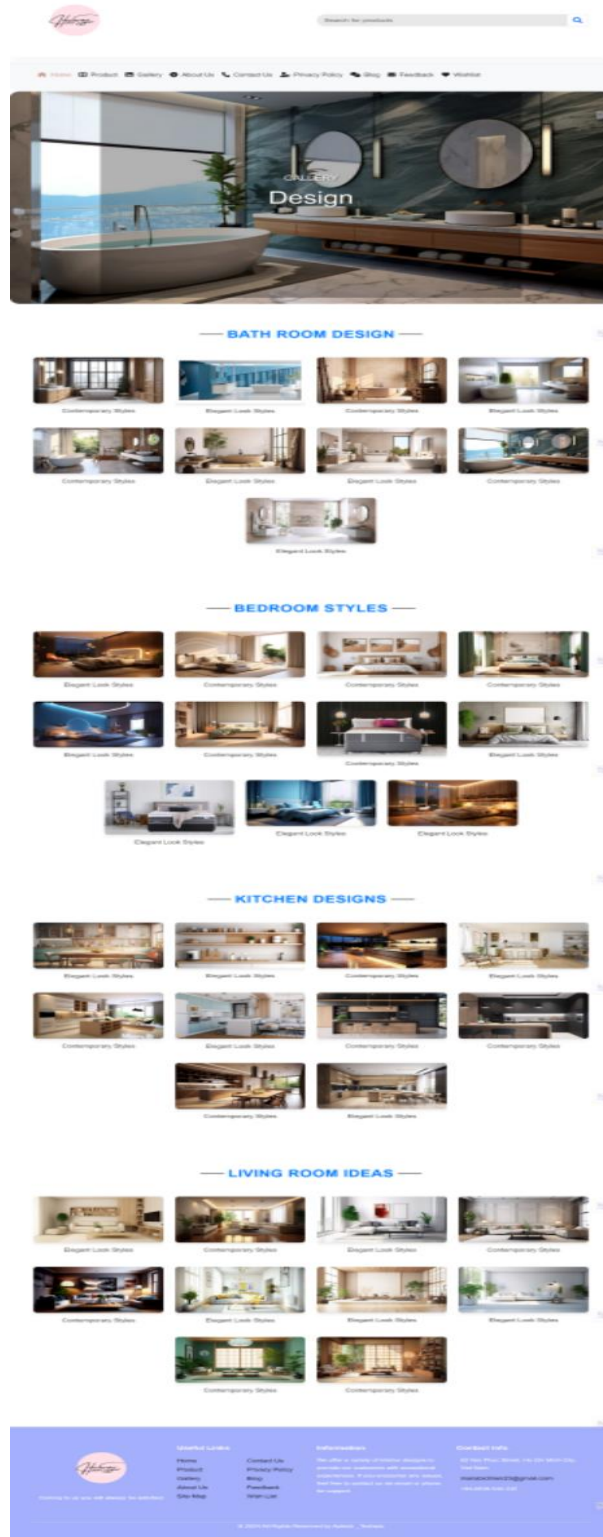 Search for products
Home Product Gallery About Us Contact Us Privacy Policy Blog Feedback Wishlist
GALLERY
Design
BATH ROOM DESIGN
Contemporary Styles Elegant Look Styles Contemporary Styles Elegant Look Styles
Contemporary Styles Elegant Look Styles Elegant Look Styles Contemporary Styles
Elegant Look Styles
BEDROOM STYLES
Elegant Look Styles Contemporary Styles Contemporary Styles Contemporary Styles
Elegant Look Styles Contemporary Styles Contemporary Styles Elegant Look Styles
Elegant Look Styles Elegant Look Styles Elegant Look Styles
KITCHEN DESIGNS
Elegant Look Styles Elegant Look Styles Contemporary Styles Elegant Look Styles
Contemporary Styles Elegant Look Styles Contemporary Styles Contemporary Styles
Contemporary Styles Elegant Look Styles
LIVING ROOM IDEAS
Elegant Look Styles Contemporary Styles Elegant Look Styles Contemporary Styles
Contemporary Styles Elegant Look Styles Elegant Look Styles Elegant Look Styles
Contemporary Styles Contemporary Styles
Useful Links Information Contact Info
Home Contact Us
Product Privacy Policy
Gallery Blog
About Us Feedback
Site Map Wish List